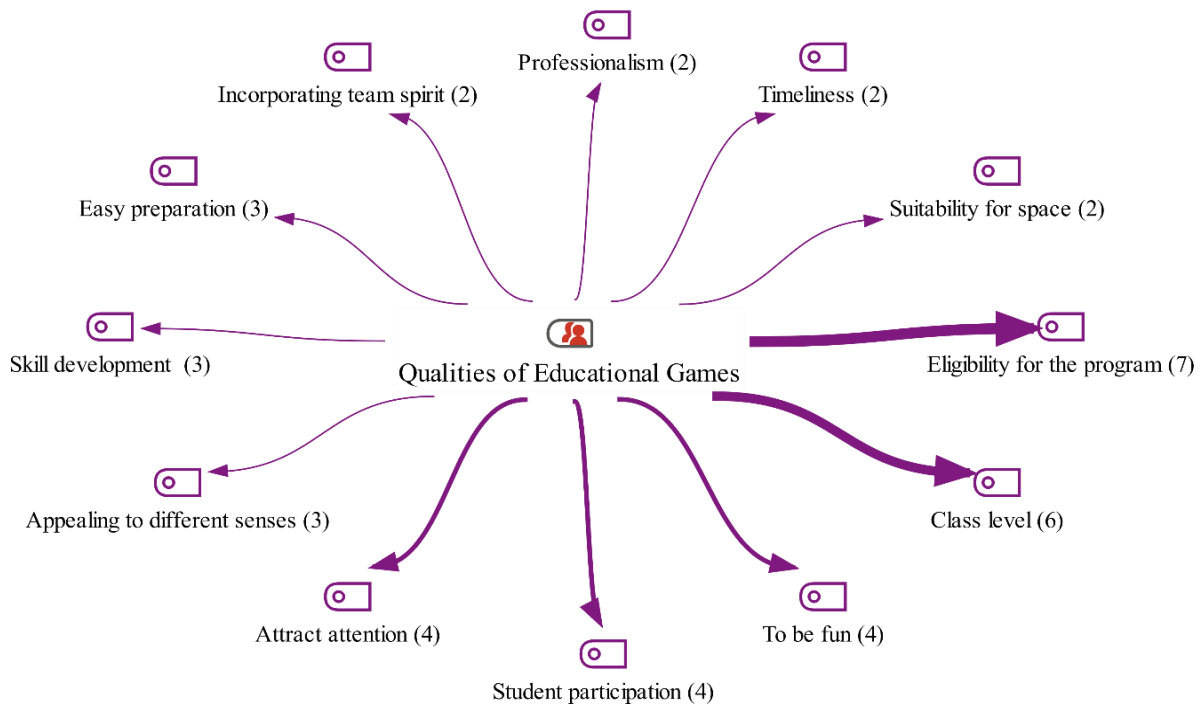 Professionalism (2)
Incorporating team spirit (2)
Timeliness (2)
Easy preparation (3)
Suitability for space (2)
Skill development (3)
Qualities of Educational Games
Eligibility for the program (7)
Appealing to different senses (3)
Class level (6)
Attract attention (4)
To be fun (4)
Student participation (4)